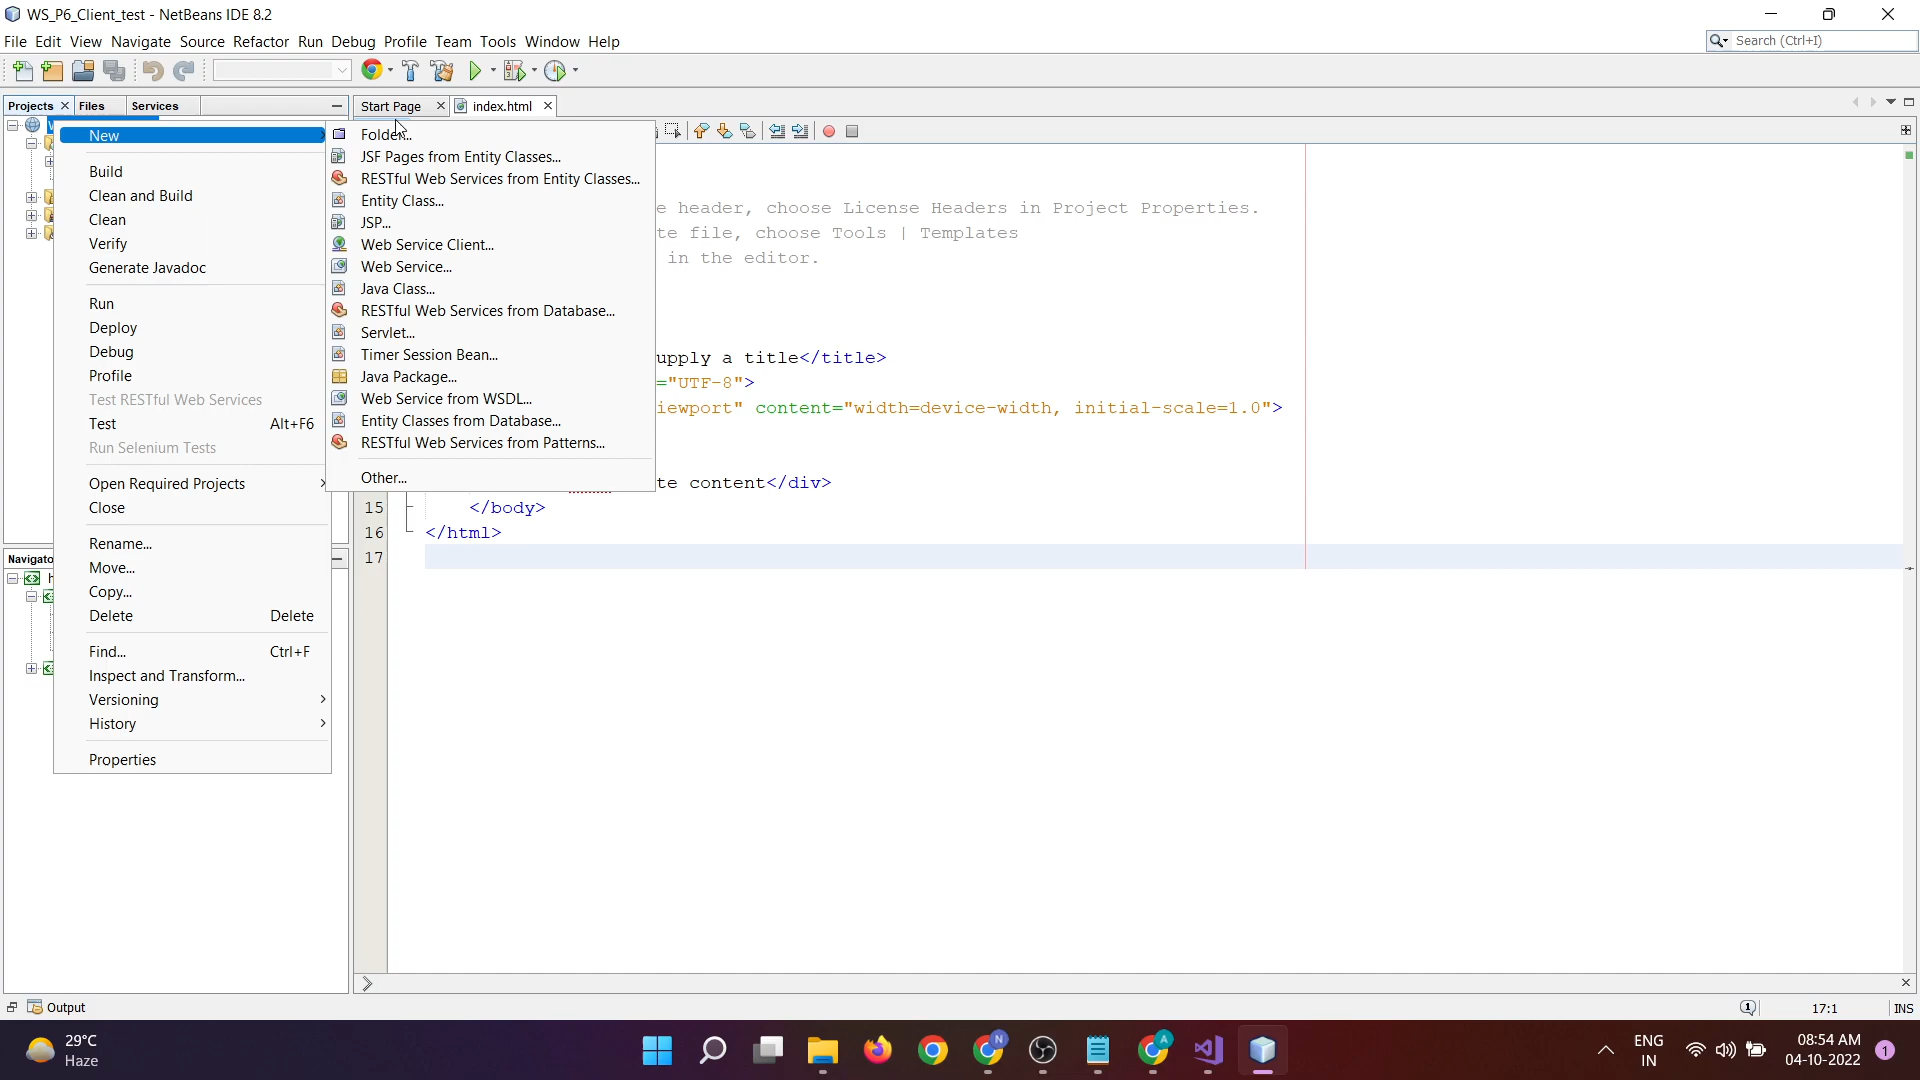 WS_P6_Client_test - NetBeans IDE 8.2
File Edit View Navigate Source Refactor Run Debug Profile Team Tools Window Help
Search (Ctrl+I)
Projects Files Services
Start Page index.html
New
Build
Clean and Build
Clean
Verify
Generate Javadoc
Run
Deploy
Debug
Profile
Test RESTful Web Services
Test Alt+F6
Run Selenium Tests
Open Required Projects
Close
Rename...
Move...
Copy...
Delete Delete
Find... Ctrl+F
Inspect and Transform...
Versioning
History
Properties
Folder...
JSF Pages from Entity Classes...
RESTful Web Services from Entity Classes...
Entity Class...
JSP...
Web Service Client...
Web Service...
Java Class...
RESTful Web Services from Database...
Servlet...
Timer Session Bean...
Java Package...
Web Service from WSDL...
Entity Classes from Database...
RESTful Web Services from Patterns...
Other...
e header, choose License Headers in Project Properties.
te file, choose Tools | Templates
in the editor.
upply a title</title>
="UTF-8">
iewport" content="width=device-width, initial-scale=1.0">
te content</div>
15 </body>
16 </html>
17
Navigato
Output
1
17:1 INS
29°C
Haze
N
A
ENG
IN
08:54 AM
04-10-2022
1